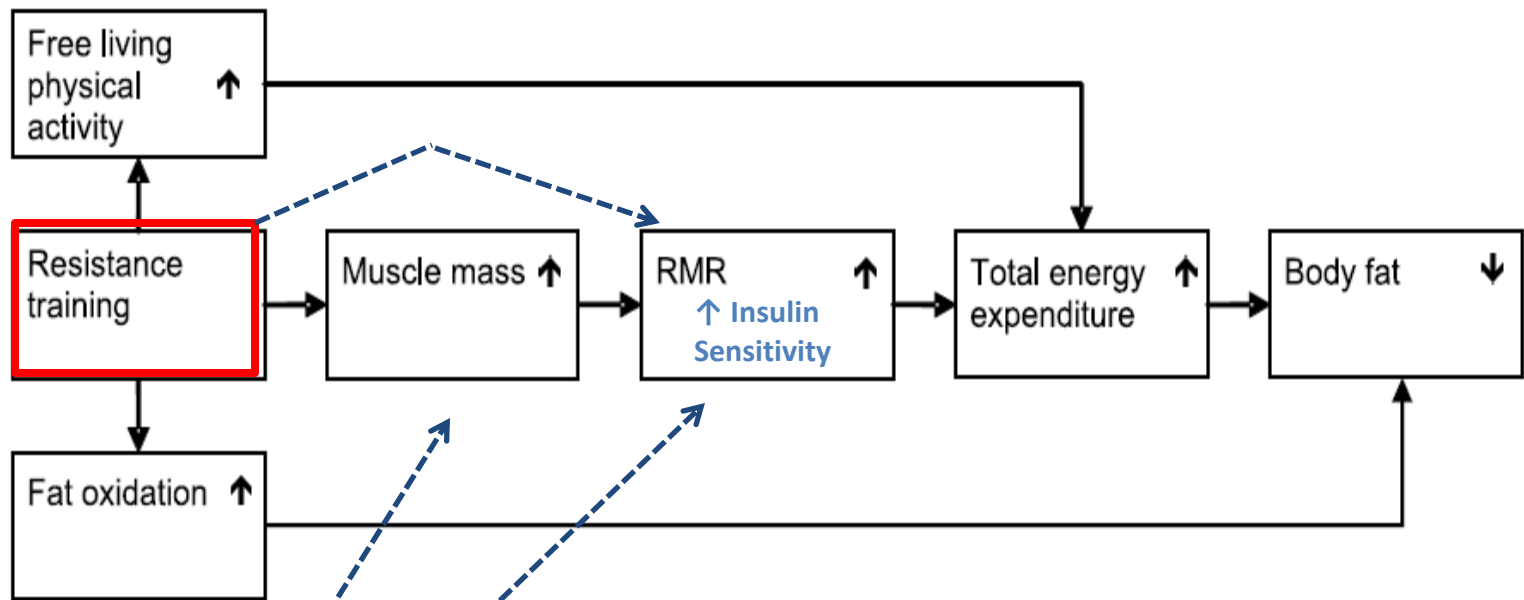 Free living
physical ↑
activity
Resistance
training
Muscle mass ↑
RMR ↑
↑ Insulin
Sensitivity
Total energy ↑
expenditure
Body fat ↓
Fat oxidation ↑